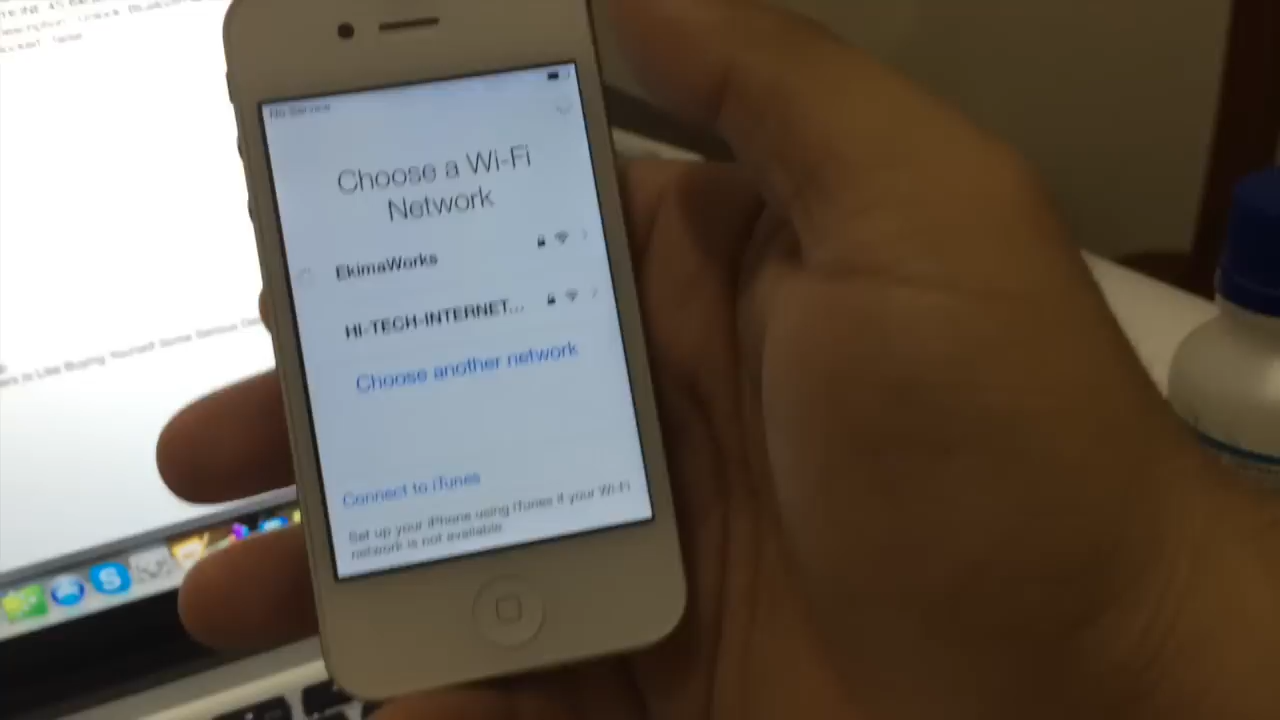 No Service
Choose a Wi-Fi
Network
EkimaWorks
HI-TECH-INTERNET...
Choose another network
Connect to iTunes
Set up your iPhone using iTunes if your Wi-Fi
network is not available